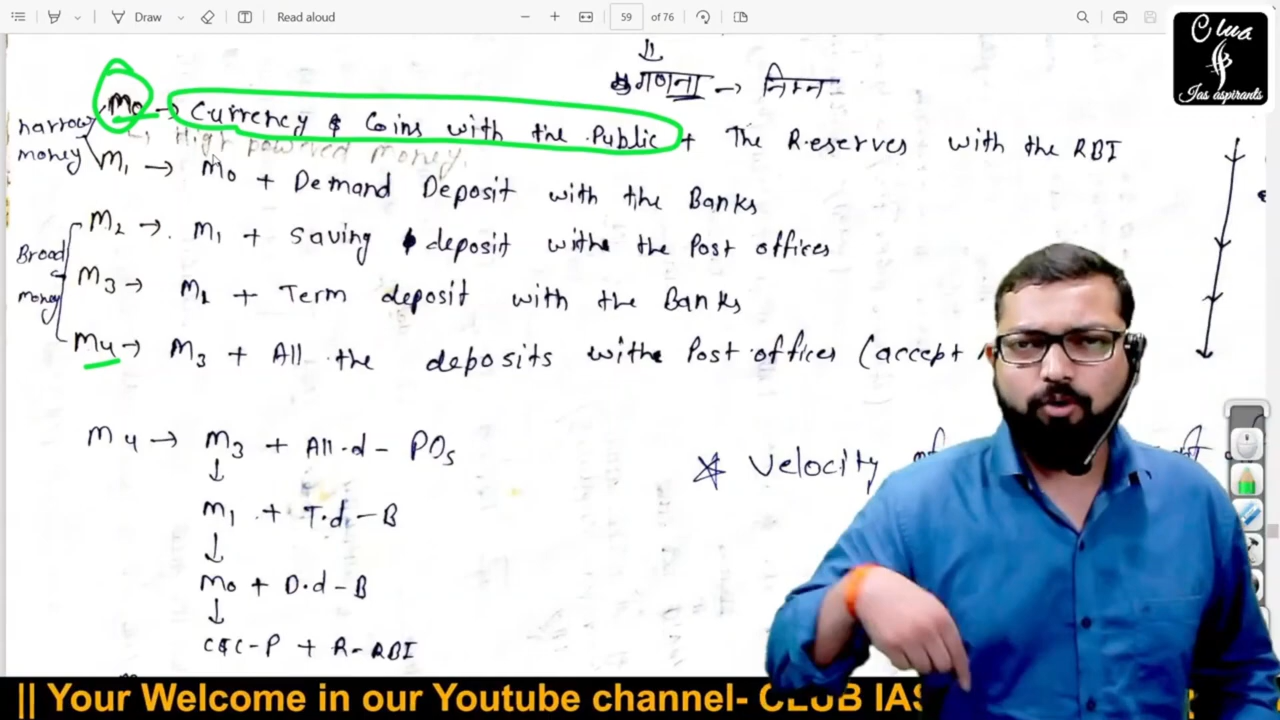 Draw
Read aloud
59 of 76
Clua
Ias aspirants
गणना → निम्न
narrow money
M0 → Currency & Coins with the Public + The Reserves with the RBI
↳ High powered money.
M1 → M0 + Demand Deposit with the Banks
Broad money
M2 → M1 + Saving deposit with the Post offices
M3 → M1 + Term deposit with the Banks
M4 → M3 + All the deposits withe Post offices (accept
M4 → M3 + All.d - POs
↓
M1 + T.d - B
↓
M0 + D.d - B
↓
C&C-P + R-RBI
☆ Velocity of
|| Your Welcome in our Youtube channel- CLUB IAS